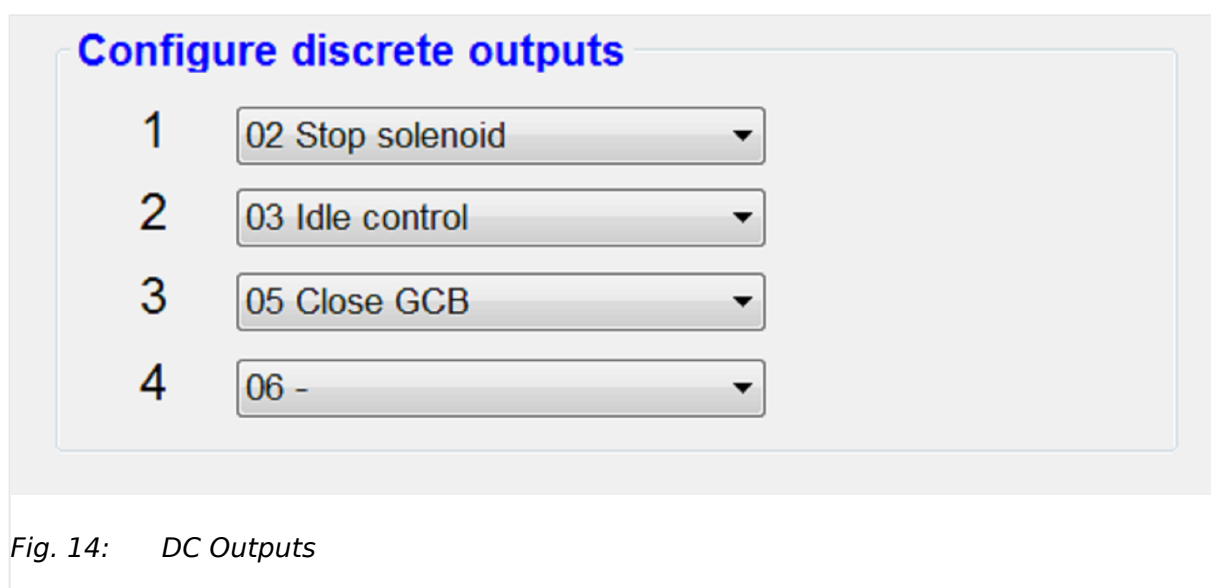 Configure discrete outputs
1 02 Stop solenoid
2 03 Idle control
3 05 Close GCB
4 06 -
Fig. 14: DC Outputs